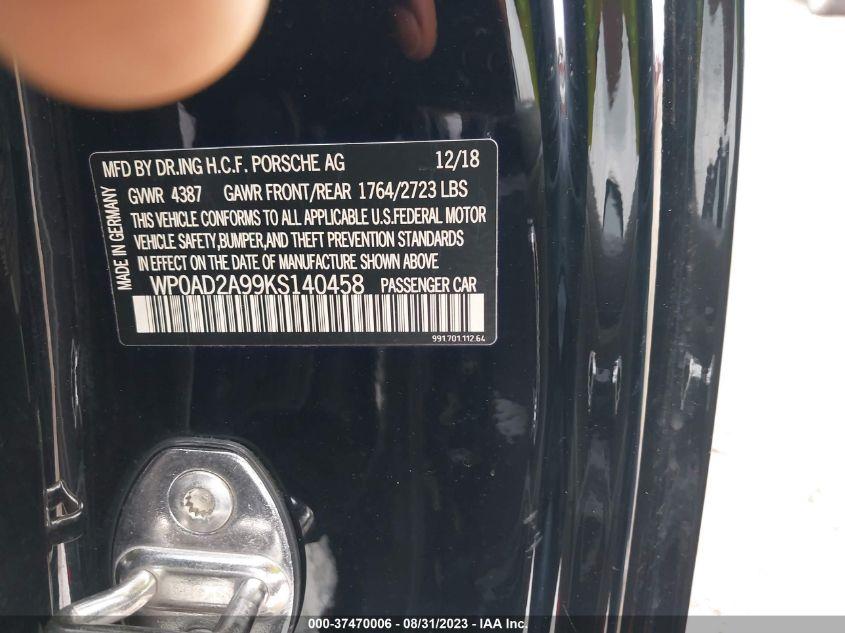 MFD BY DR.ING H.C.F. PORSCHE AG 12/18
GVWR 4387 GAWR FRONT/REAR 1764/2723 LBS
THIS VEHICLE CONFORMS TO ALL APPLICABLE U.S.FEDERAL MOTOR
VEHICLE SAFETY,BUMPER,AND THEFT PREVENTION STANDARDS
IN EFFECT ON THE DATE OF MANUFACTURE SHOWN ABOVE
WP0AD2A99KS140458 PASSENGER CAR
991.701.112.64
MADE IN GERMANY
000-37470006 - 08/31/2023 - IAA Inc.